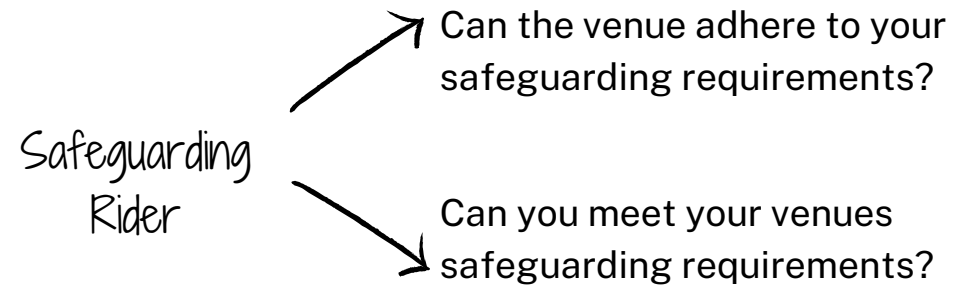 Safeguarding
Rider
Can the venue adhere to your
safeguarding requirements?
Can you meet your venues
safeguarding requirements?